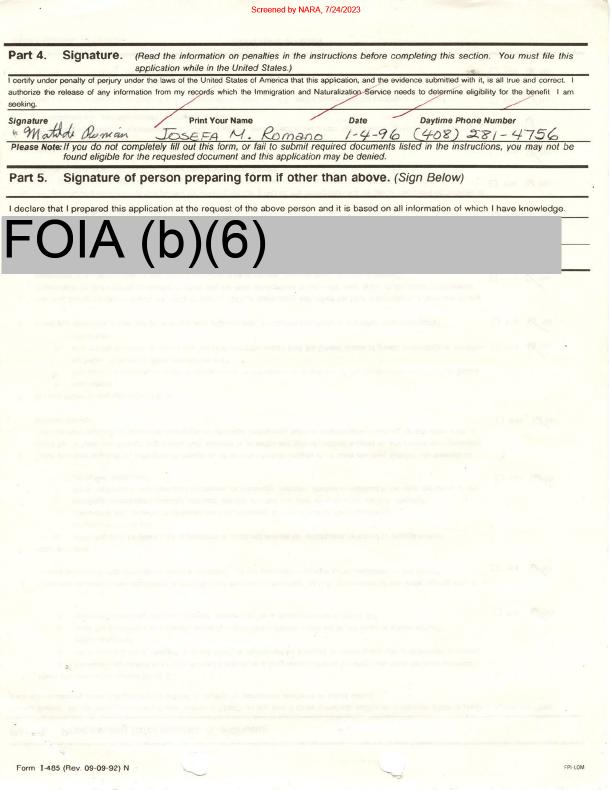 Screened by NARA, 7/24/2023
Part 4. Signature. (Read the information on penalties in the instructions before completing this section. You must file this
application while in the United States.)
I certify under penalty of perjury under the laws of the United States of America that this application, and the evidence submitted with it, is all true and correct. I
authorize the release of any information from my records which the Immigration and Naturalization Service needs to determine eligibility for the benefit I am
seeking.
Signature Print Your Name Date Daytime Phone Number
Matilde JOSEFA M. Romano 1-4-96 (408) 281-4756
Please Note: If you do not completely fill out this form, or fail to submit required documents listed in the instructions, you may not be
found eligible for the requested document and this application may be denied.
Part 5. Signature of person preparing form if other than above. (Sign Below)
I declare that I prepared this application at the request of the above person and it is based on all information of which I have knowledge.
FOIA (b)(6)
Form I-485 (Rev. 09-09-92) N FPI-LOM